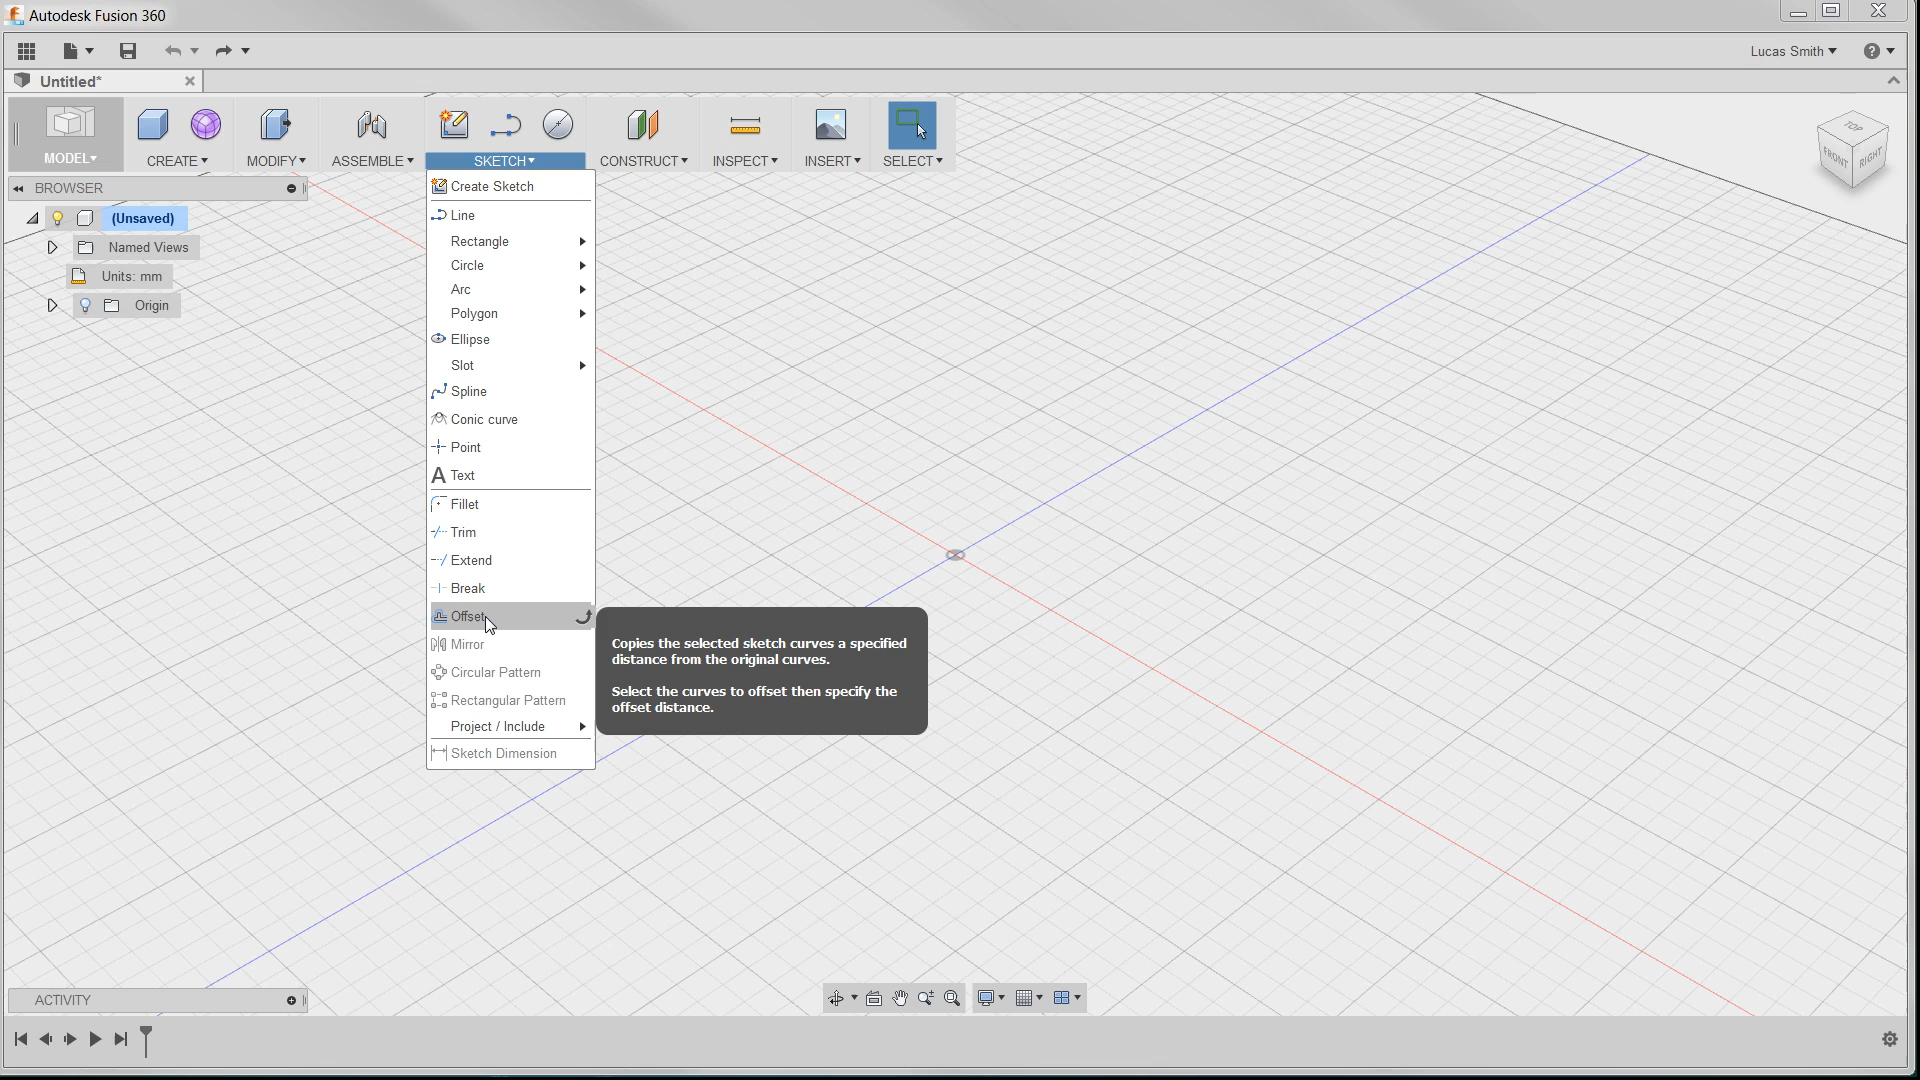 Autodesk Fusion 360
Lucas Smith
Untitled*
MODEL
CREATE
MODIFY
ASSEMBLE
SKETCH
CONSTRUCT
INSPECT
INSERT
SELECT
TOP
FRONT
RIGHT
BROWSER
(Unsaved)
Named Views
Units: mm
Origin
Create Sketch
Line
Rectangle
Circle
Arc
Polygon
Ellipse
Slot
Spline
Conic curve
Point
A Text
Fillet
Trim
Extend
Break
Offset
Mirror
Circular Pattern
Rectangular Pattern
Project / Include
Sketch Dimension
Copies the selected sketch curves a specified
distance from the original curves.
Select the curves to offset then specify the
offset distance.
ACTIVITY